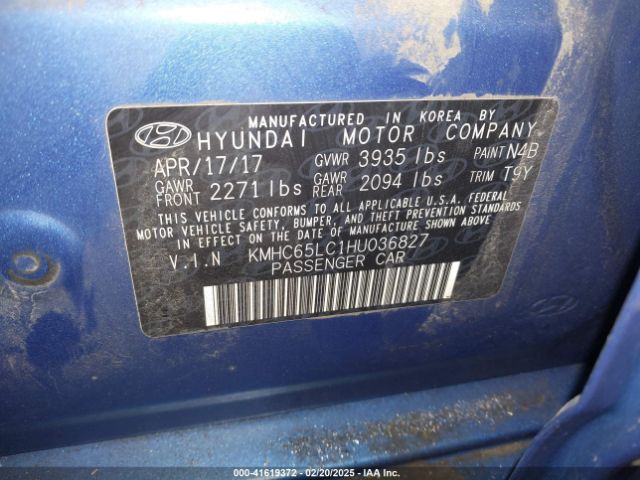 MANUFACTURED IN KOREA BY
HYUNDAI MOTOR COMPANY
APR/17/17 GVWR 3935 lbs PAINT N4B
GAWR FRONT 2271 lbs GAWR REAR 2094 lbs TRIM T9Y
THIS VEHICLE CONFORMS TO ALL APPLICABLE U.S.A. FEDERAL
MOTOR VEHICLE SAFETY, BUMPER, AND THEFT PREVENTION STANDARDS
IN EFFECT ON THE DATE OF MANUFACTURE SHOWN ABOVE.
V.I.N KMHC65LC1HU036827
PASSENGER CAR
000-41619372 - 02/20/2025 - IAA Inc.